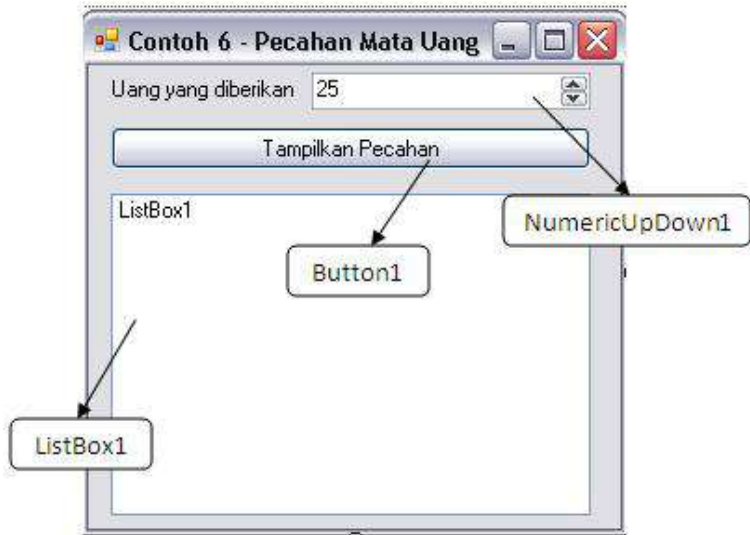 Contoh 6 - Pecahan Mata Uang
Uang yang diberikan 25
Tampilkan Pecahan
ListBox1
NumericUpDown1
Button1
ListBox1